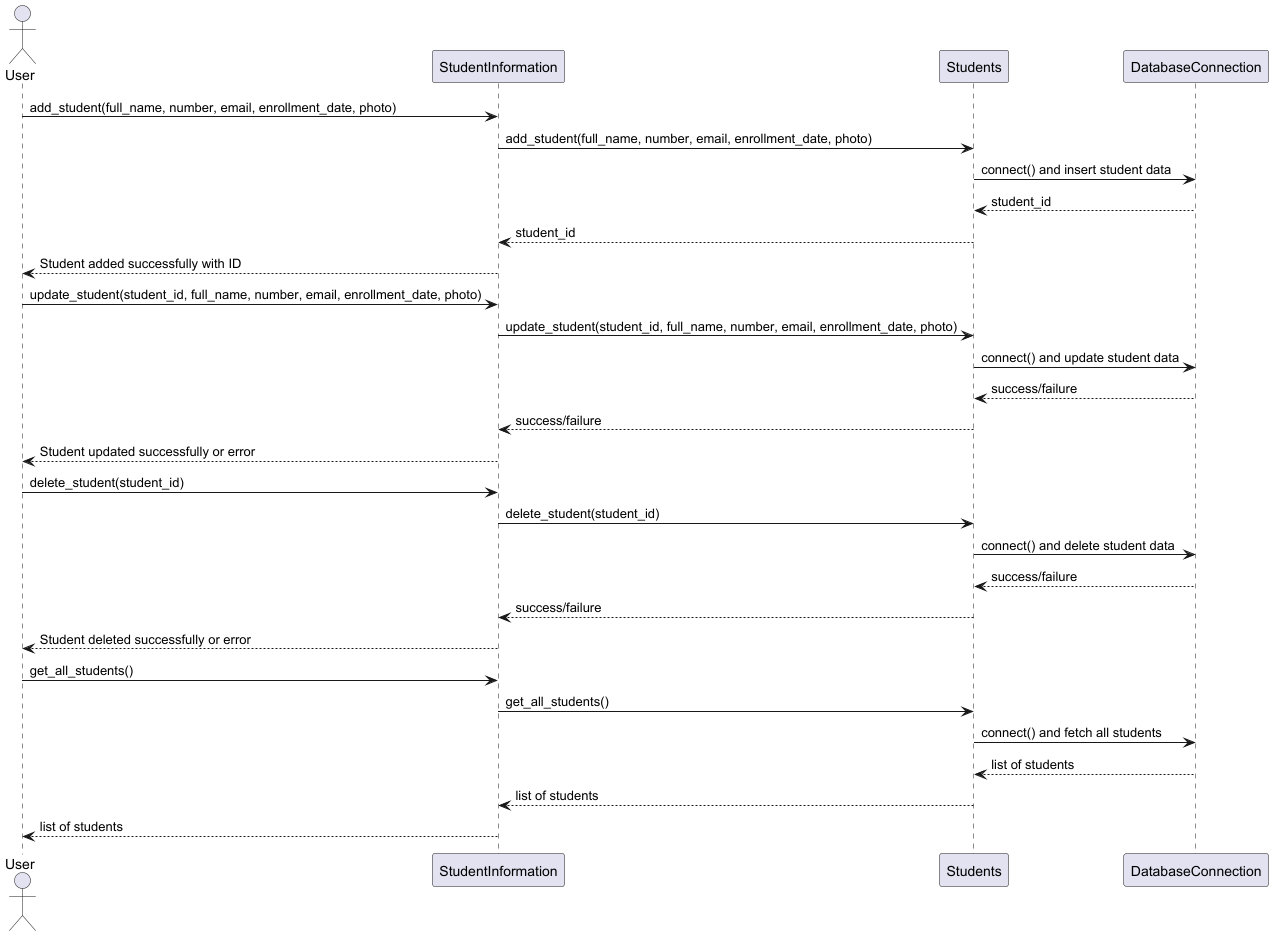 User
StudentInformation
Students
DatabaseConnection
add_student(full_name, number, email, enrollment_date, photo)
add_student(full_name, number, email, enrollment_date, photo)
connect() and insert student data
student_id
student_id
Student added successfully with ID
update_student(student_id, full_name, number, email, enrollment_date, photo)
update_student(student_id, full_name, number, email, enrollment_date, photo)
connect() and update student data
success/failure
success/failure
Student updated successfully or error
delete_student(student_id)
delete_student(student_id)
connect() and delete student data
success/failure
success/failure
Student deleted successfully or error
get_all_students()
get_all_students()
connect() and fetch all students
list of students
list of students
list of students
User
StudentInformation
Students
DatabaseConnection